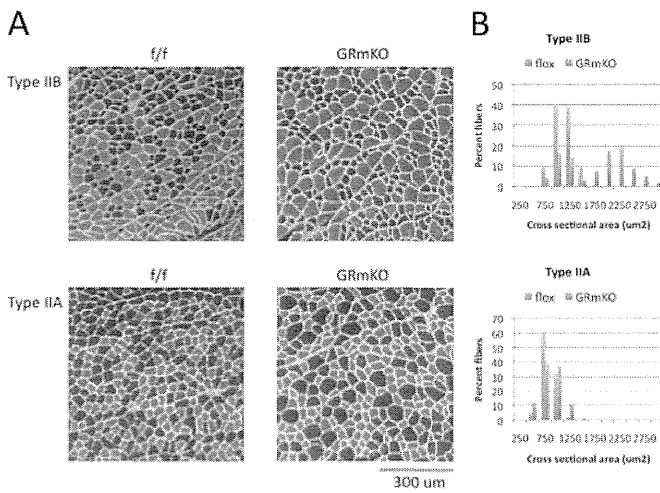 A
f/f
GRmKO
Type IIB
f/f
GRmKO
Type IIA
300 um
B
Type IIB
flox GRmKO
Percent fibers
50
40
30
20
10
0
250 750 1250 1750 2250 2750
Cross sectional area (um2)
Type IIA
flox GRmKO
Percent fibers
70
60
50
40
30
20
10
0
250 750 1250 1750 2250 2750
Cross sectional area (um2)